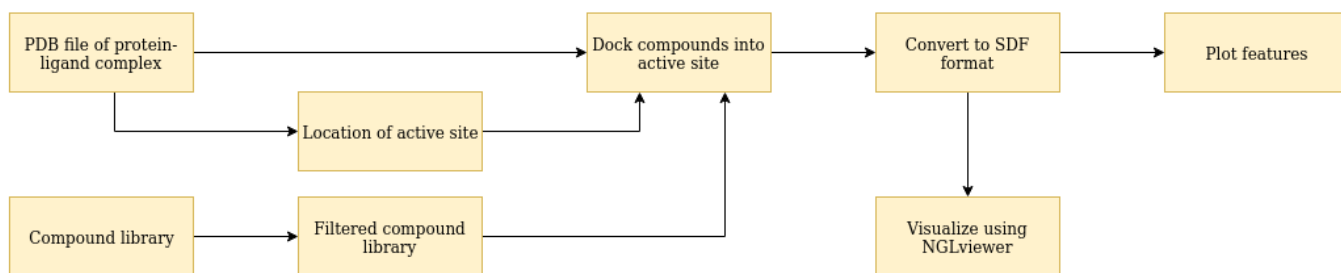 PDB file of protein-
ligand complex
Dock compounds into
active site
Convert to SDF
format
Plot features
Location of active site
Compound library
Filtered compound
library
Visualize using
NGLviewer